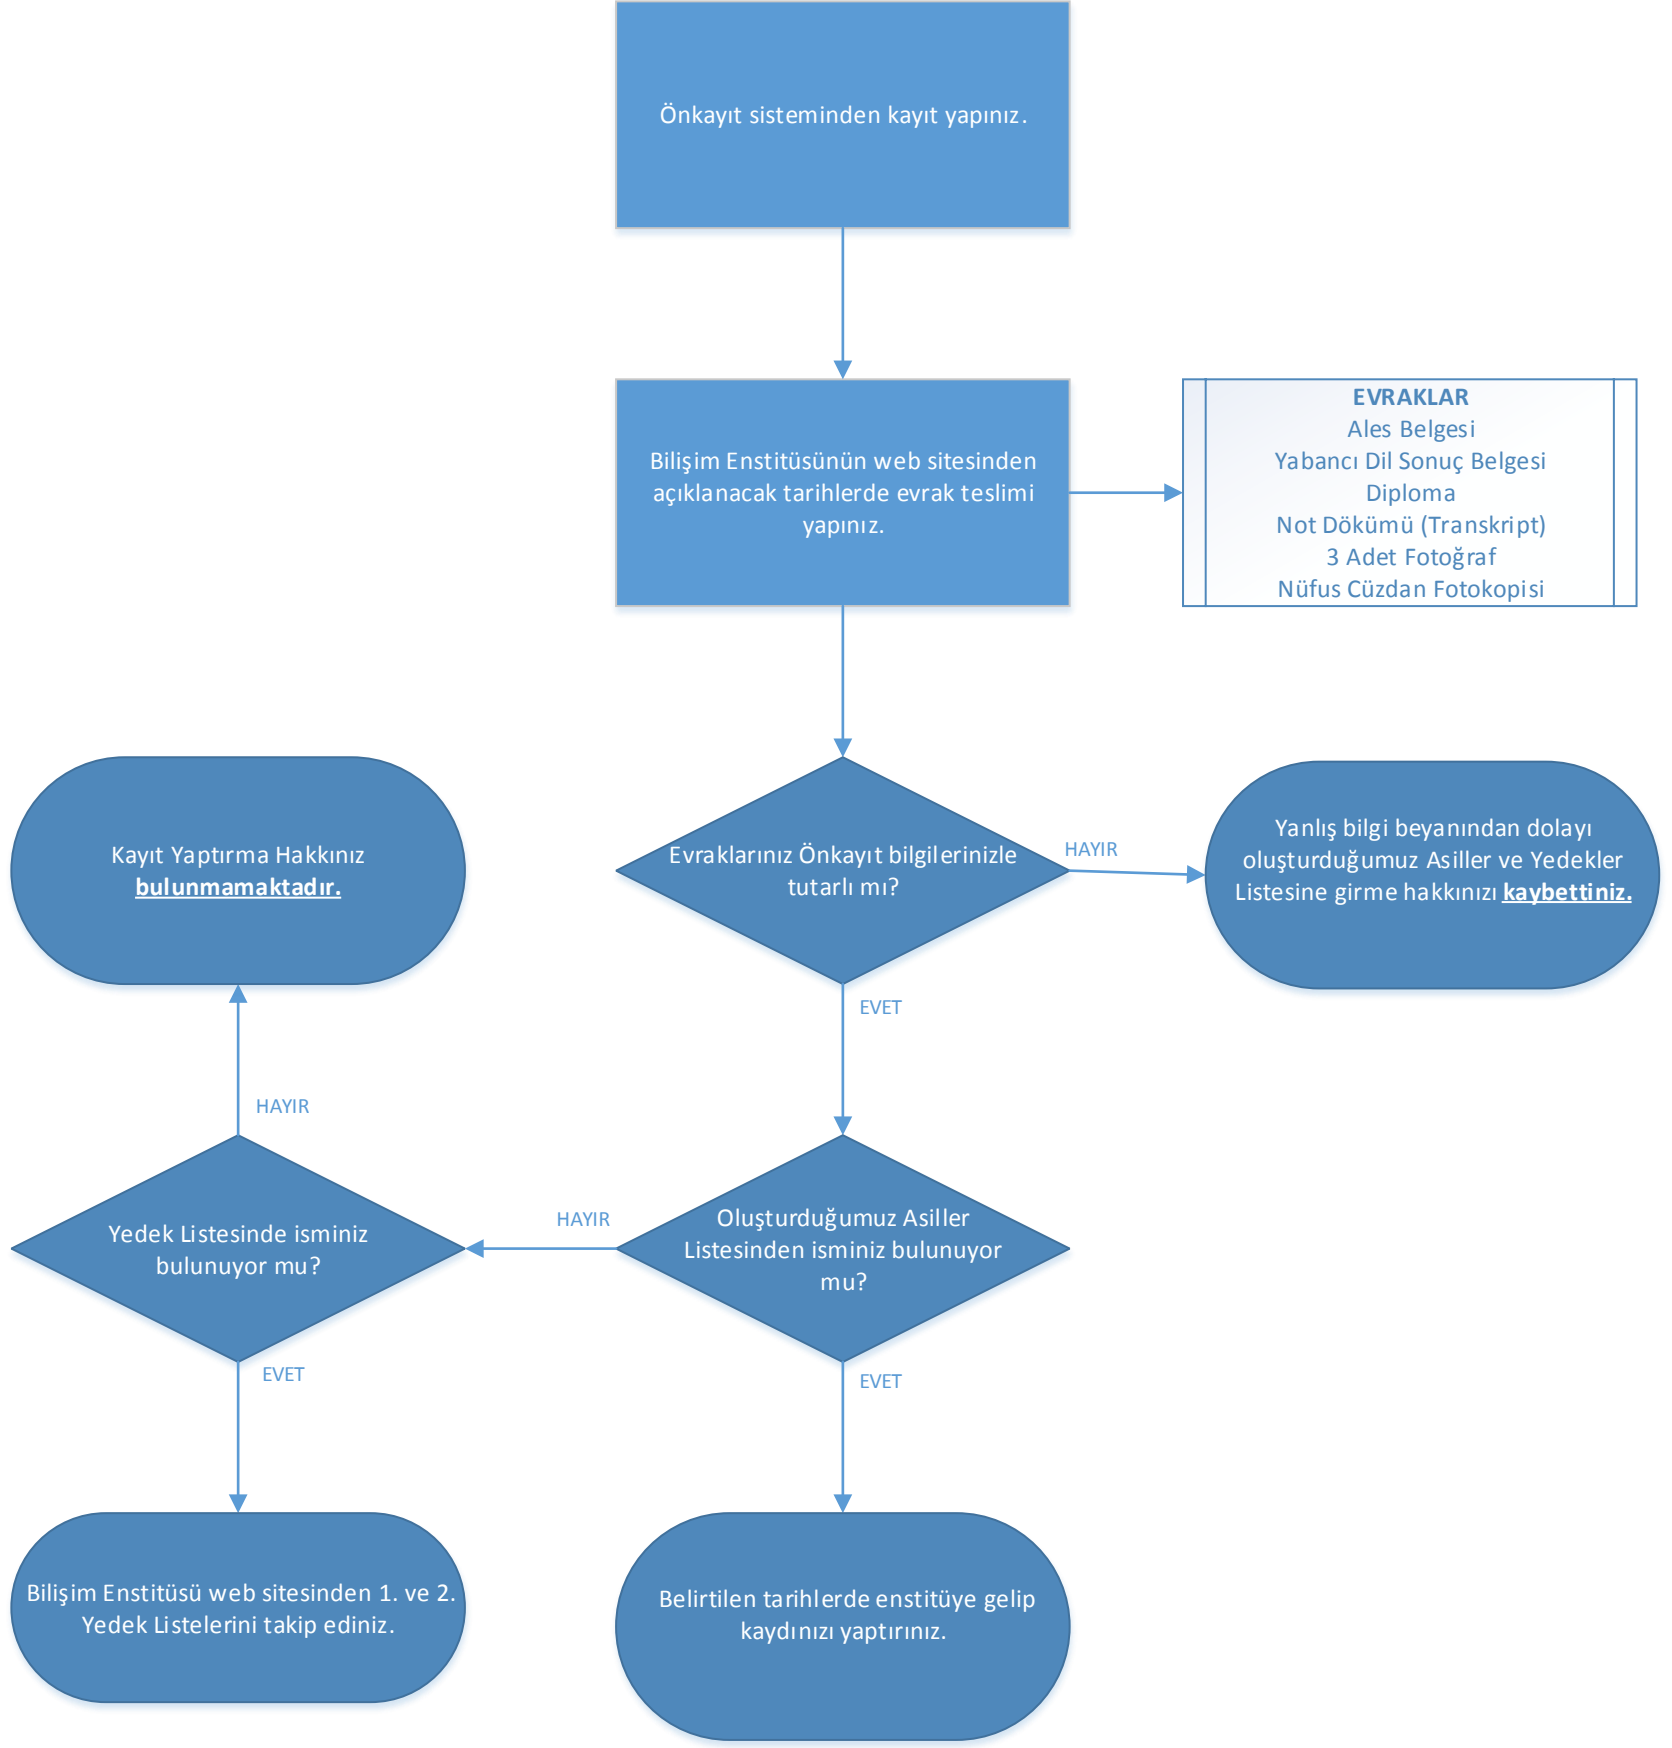 Önkayıt sisteminden kayıt yapınız.
Bilişim Enstitüsünün web sitesinden
açıklanacak tarihlerde evrak teslimi
yapınız.
EVRAKLAR
Ales Belgesi
Yabancı Dil Sonuç Belgesi
Diploma
Not Dökümü (Transkript)
3 Adet Fotoğraf
Nüfus Cüzdan Fotokopisi
Kayıt Yaptırma Hakkınız
bulunmamaktadır.
Evraklarınız Önkayıt bilgilerinizle
tutarlı mı?
HAYIR
Yanlış bilgi beyanından dolayı
oluşturduğumuz Asiller ve Yedekler
Listesine girme hakkınızı kaybettiniz.
EVET
HAYIR
Yedek Listesinde isminiz
bulunuyor mu?
HAYIR
Oluşturduğumuz Asiller
Listesinden isminiz bulunuyor
mu?
EVET
EVET
Bilişim Enstitüsü web sitesinden 1. ve 2.
Yedek Listelerini takip ediniz.
Belirtilen tarihlerde enstitüye gelip
kaydınızı yaptırınız.